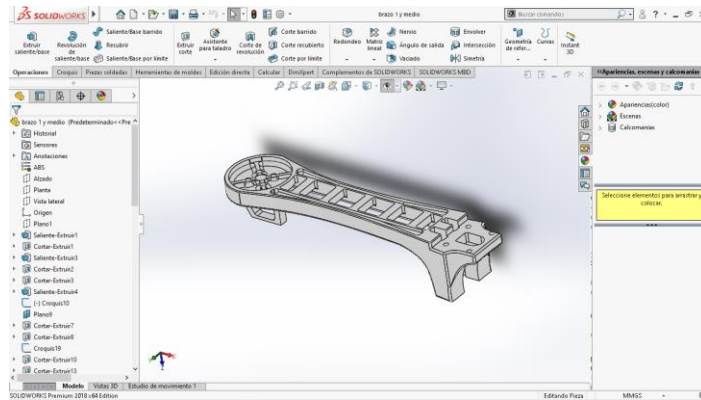 SOLIDWORKS
brazo 1 y medio
Buscar comandos
Extruir saliente/base
Revolución de saliente/base
Saliente/Base barrido
Recubrir
Saliente/Base por límite
Extruir corte
Asistente para taladro
Corte de revolución
Corte barrido
Corte recubierto
Corte por límite
Redondeo
Matriz lineal
Nervio
Ángulo de salida
Vaciado
Envolver
Intersección
Simetría
Geometría de refer...
Curvas
Instant 3D
Operaciones
Croquis
Piezas soldadas
Herramientas de moldes
Edición directa
Calcular
DimXpert
Complementos de SOLIDWORKS
SOLIDWORKS MBD
Apariencias, escenas y calcomanías
brazo 1 y medio (Predeterminado<<Pre
Historial
Sensores
Anotaciones
ABS
Alzado
Planta
Vista lateral
Origen
Plano1
Saliente-Extruir1
Cortar-Extruir1
Saliente-Extruir3
Cortar-Extruir2
Cortar-Extruir3
Saliente-Extruir4
(-) Croquis10
Plano9
Cortar-Extruir7
Cortar-Extruir8
Croquis19
Cortar-Extruir10
Cortar-Extruir13
Apariencias(color)
Escenas
Calcomanías
Seleccione elementos para arrastrar y
colocar.
Modelo
Vistas 3D
Estudio de movimiento 1
SOLIDWORKS Premium 2018 x64 Edition
Editando Pieza
MMGS